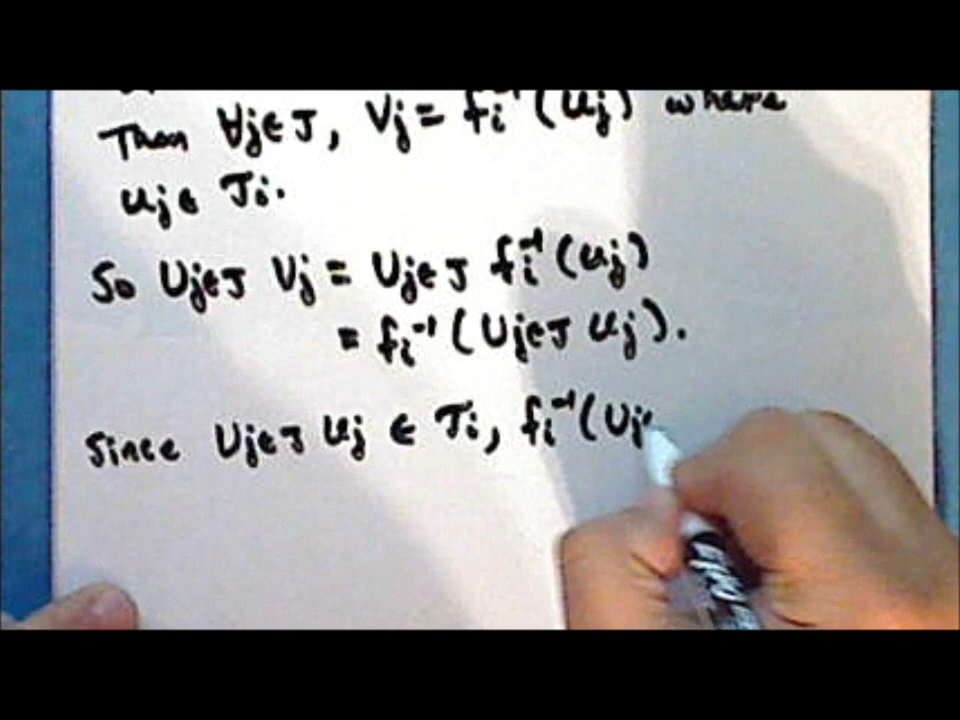 Then ∀j∈J, Vj = fi⁻¹(Uj) where
Uj ∈ Ti.
So ∪j∈J Vj = ∪j∈J fi⁻¹(Uj)
= fi⁻¹(∪j∈J Uj).
Since ∪j∈J Uj ∈ Ti, fi⁻¹(∪j
EXPO